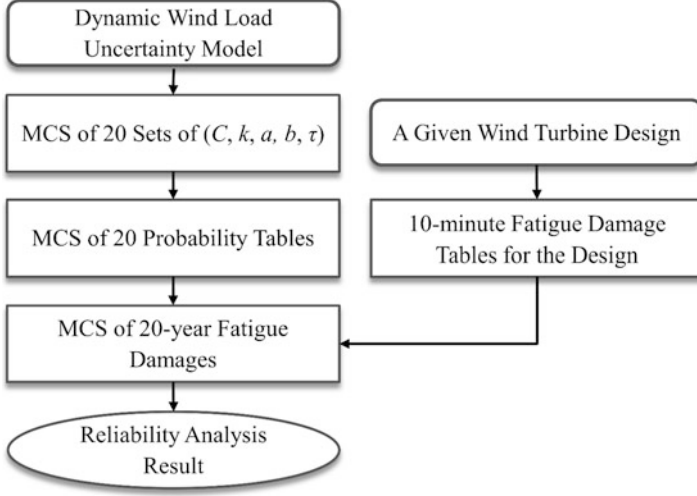 Dynamic Wind Load
Uncertainty Model
MCS of 20 Sets of (C, k, a, b, τ)
MCS of 20 Probability Tables
MCS of 20-year Fatigue
Damages
Reliability Analysis
Result
A Given Wind Turbine Design
10-minute Fatigue Damage
Tables for the Design